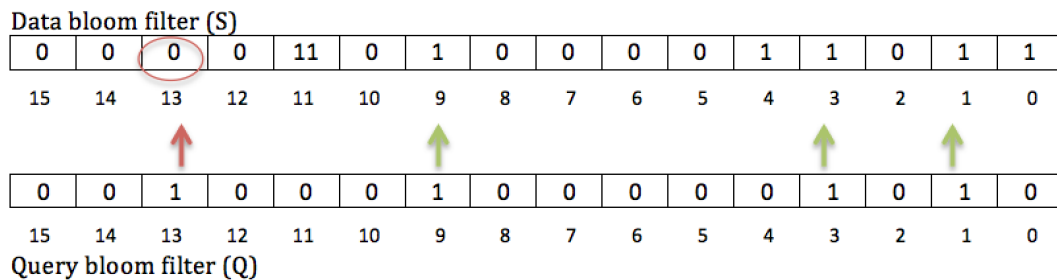 Data bloom filter (S)
0 0 0 0 11 0 1 0 0 0 0 1 1 0 1 1
15 14 13 12 11 10 9 8 7 6 5 4 3 2 1 0
0 0 1 0 0 0 1 0 0 0 0 0 1 0 1 0
15 14 13 12 11 10 9 8 7 6 5 4 3 2 1 0
Query bloom filter (Q)